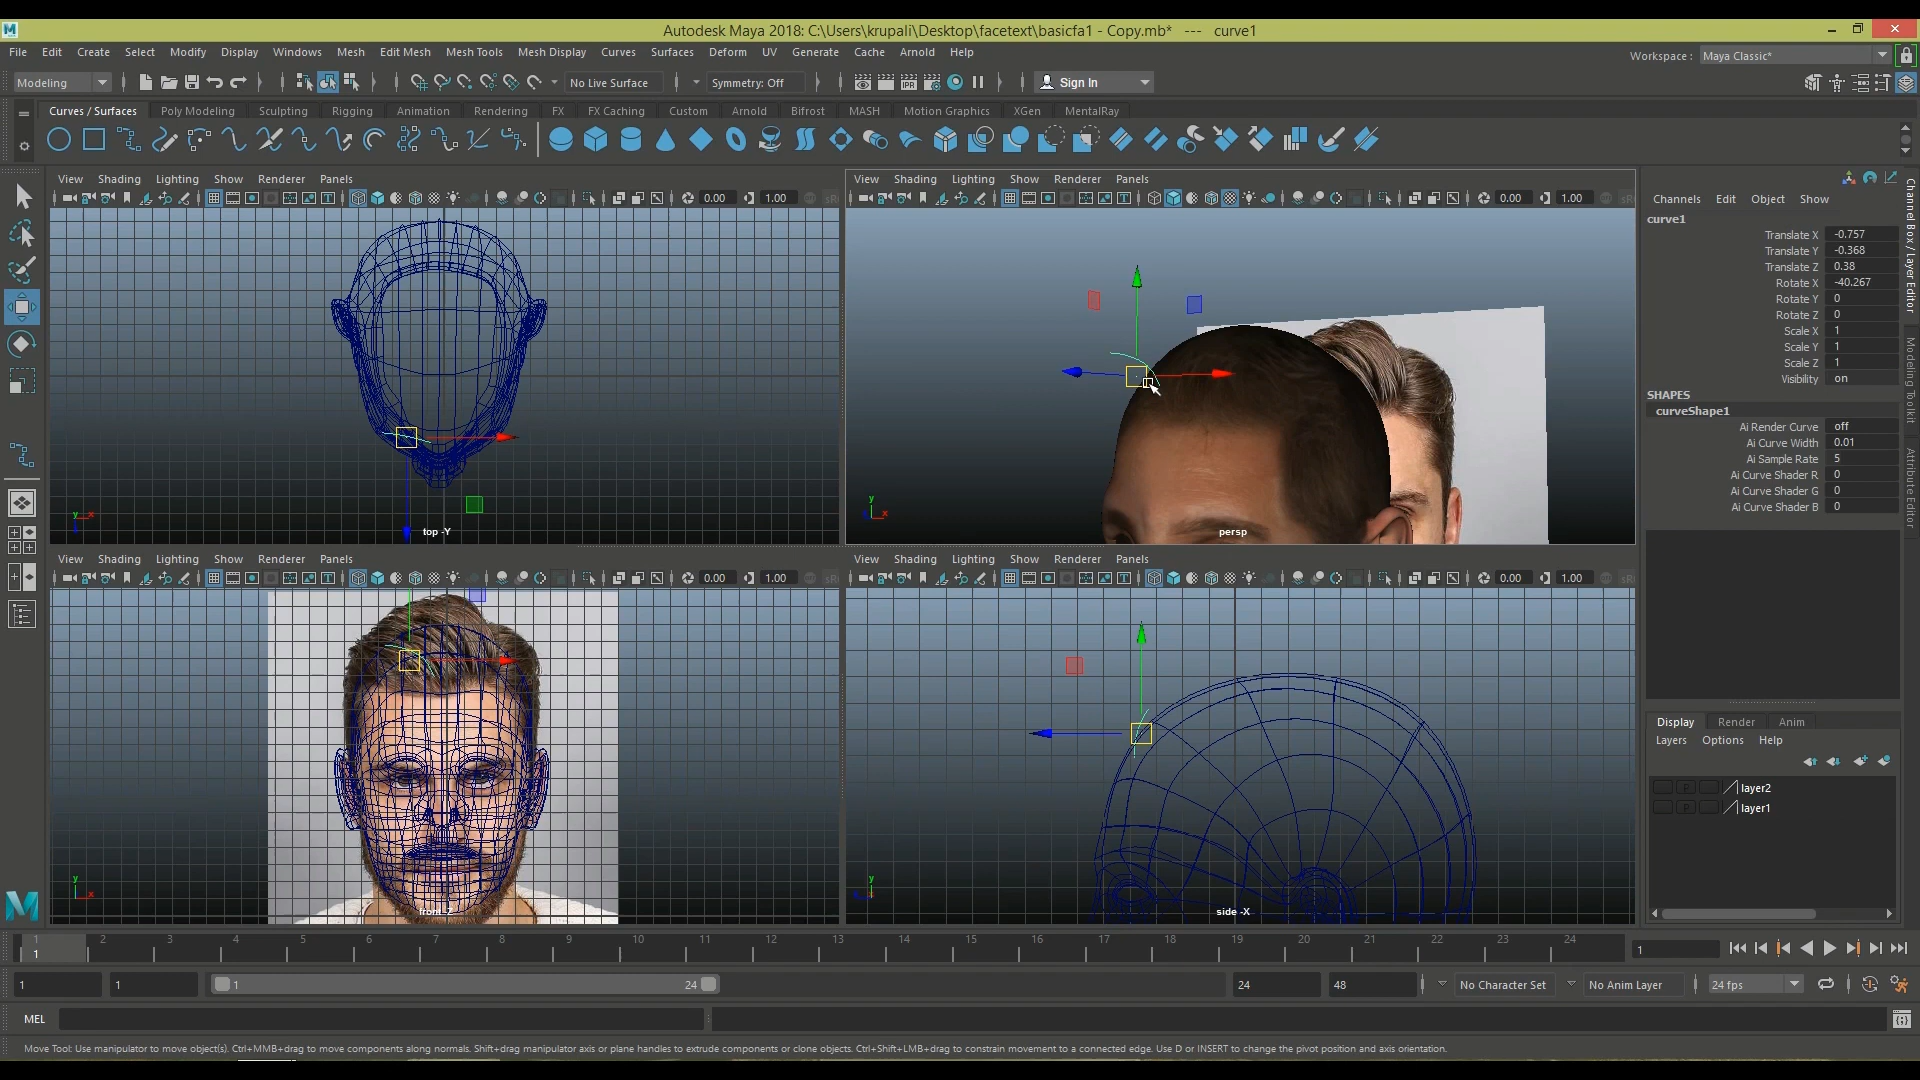 Autodesk Maya 2018: C:\Users\krupali\Desktop\facetext\basicfa1 - Copy.mb* --- curve1
File Edit Create Select Modify Display Windows Mesh Edit Mesh Mesh Tools Mesh Display Curves Surfaces Deform UV Generate Cache Arnold Help
Workspace : Maya Classic*
Modeling No Live Surface Symmetry: Off Sign In
Curves / Surfaces Poly Modeling Sculpting Rigging Animation Rendering FX FX Caching Custom Arnold Bifrost MASH Motion Graphics XGen MentalRay
View Shading Lighting Show Renderer Panels
0.00 1.00
top -Y
View Shading Lighting Show Renderer Panels
0.00 1.00
persp
View Shading Lighting Show Renderer Panels
0.00 1.00
View Shading Lighting Show Renderer Panels
0.00 1.00
side -X
Channels Edit Object Show
curve1
Translate X -0.757
Translate Y -0.368
Translate Z 0.38
Rotate X -40.267
Rotate Y 0
Rotate Z 0
Scale X 1
Scale Y 1
Scale Z 1
Visibility on
SHAPES
curveShape1
Ai Render Curve off
Ai Curve Width 0.01
Ai Sample Rate 5
Ai Curve Shader R 0
Ai Curve Shader G 0
Ai Curve Shader B 0
Channel Box / Layer Editor
Modeling Toolkit
Attribute Editor
Display Render Anim
Layers Options Help
layer2
layer1
1 2 3 4 5 6 7 8 9 10 11 12 13 14 15 16 17 18 19 20 21 22 23 24
1 1
1 1 1 24 24 48 No Character Set No Anim Layer 24 fps
MEL
Move Tool: Use manipulator to move object(s). Ctrl+MMB+drag to move components along normals. Shift+drag manipulator axis or plane handles to extrude components or clone objects. Ctrl+Shift+LMB+drag to constrain movement to a connected edge. Use D or INSERT to change the pivot position and axis orientation.